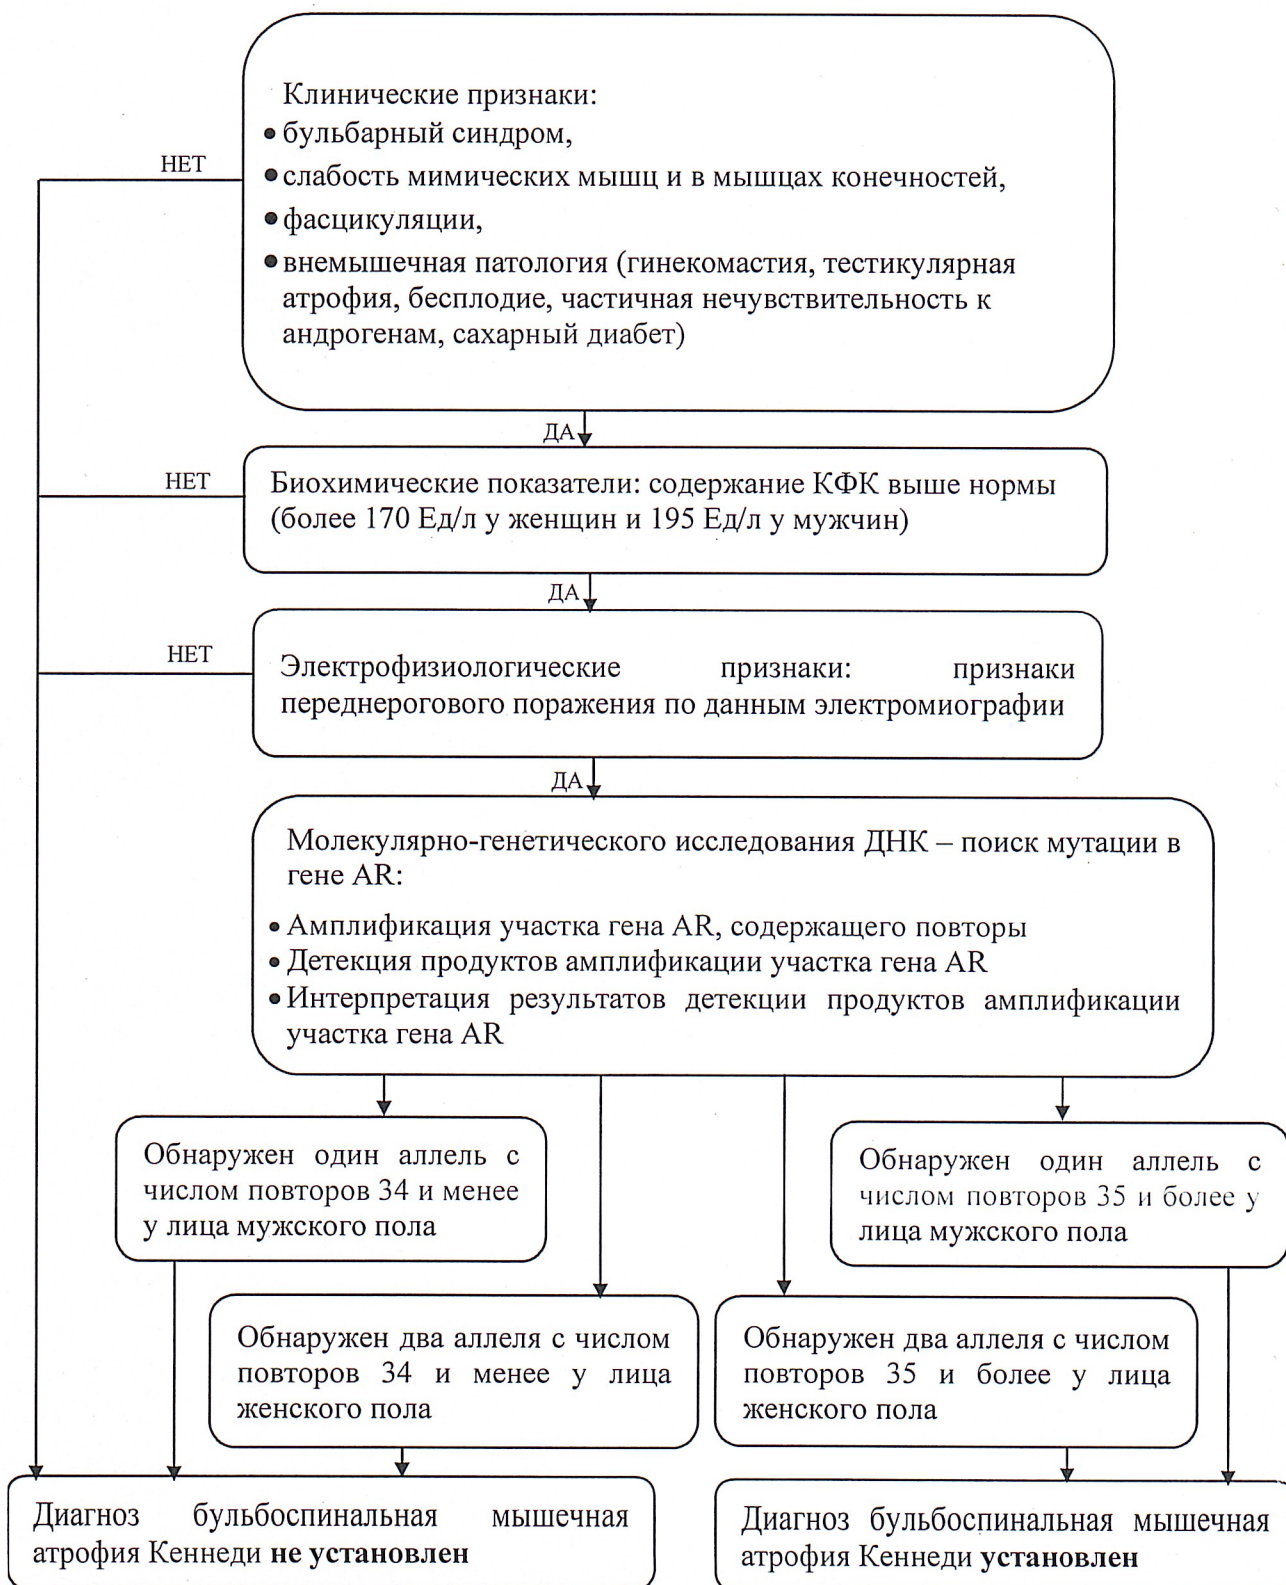 Клинические признаки:
• бульбарный синдром,
• слабость мимических мышц и в мышцах конечностей,
• фасцикуляции,
• внемышечная патология (гинекомастия, тестикулярная
атрофия, бесплодие, частичная нечувствительность к
андрогенам, сахарный диабет)
НЕТ
ДА
НЕТ
Биохимические показатели: содержание КФК выше нормы
(более 170 Ед/л у женщин и 195 Ед/л у мужчин)
ДА
НЕТ
Электрофизиологические признаки: признаки
переднерогового поражения по данным электромиографии
ДА
Молекулярно-генетического исследования ДНК – поиск мутации в
гене AR:
• Амплификация участка гена AR, содержащего повторы
• Детекция продуктов амплификации участка гена AR
• Интерпретация результатов детекции продуктов амплификации
участка гена AR
Обнаружен один аллель с
числом повторов 34 и менее
у лица мужского пола
Обнаружен один аллель с
числом повторов 35 и более у
лица мужского пола
Обнаружен два аллеля с числом
повторов 34 и менее у лица
женского пола
Обнаружен два аллеля с числом
повторов 35 и более у лица
женского пола
Диагноз бульбоспинальная мышечная
атрофия Кеннеди не установлен
Диагноз бульбоспинальная мышечная
атрофия Кеннеди установлен